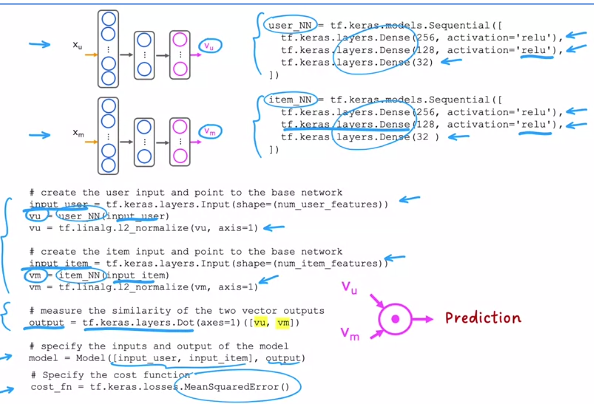 user_NN = tf.keras.models.Sequential([
tf.keras.layers.Dense(256, activation='relu'),
tf.keras.layers.Dense(128, activation='relu'),
tf.keras.layers.Dense(32)
])
xu
vu
item_NN = tf.keras.models.Sequential([
tf.keras.layers.Dense(256, activation='relu'),
tf.keras.layers.Dense(128, activation='relu'),
tf.keras.layers.Dense(32 )
])
xm
vm
# create the user input and point to the base network
input_user = tf.keras.layers.Input(shape=(num_user_features))
vu = user_NN(input_user)
vu = tf.linalg.l2_normalize(vu, axis=1)
# create the item input and point to the base network
input_item = tf.keras.layers.Input(shape=(num_item_features))
vm = item_NN(input_item)
vm = tf.linalg.l2_normalize(vm, axis=1)
# measure the similarity of the two vector outputs
output = tf.keras.layers.Dot(axes=1)([vu, vm])
# specify the inputs and output of the model
model = Model([input_user, input_item], output)
# Specify the cost function
cost_fn = tf.keras.losses.MeanSquaredError()
vu
vm
Prediction